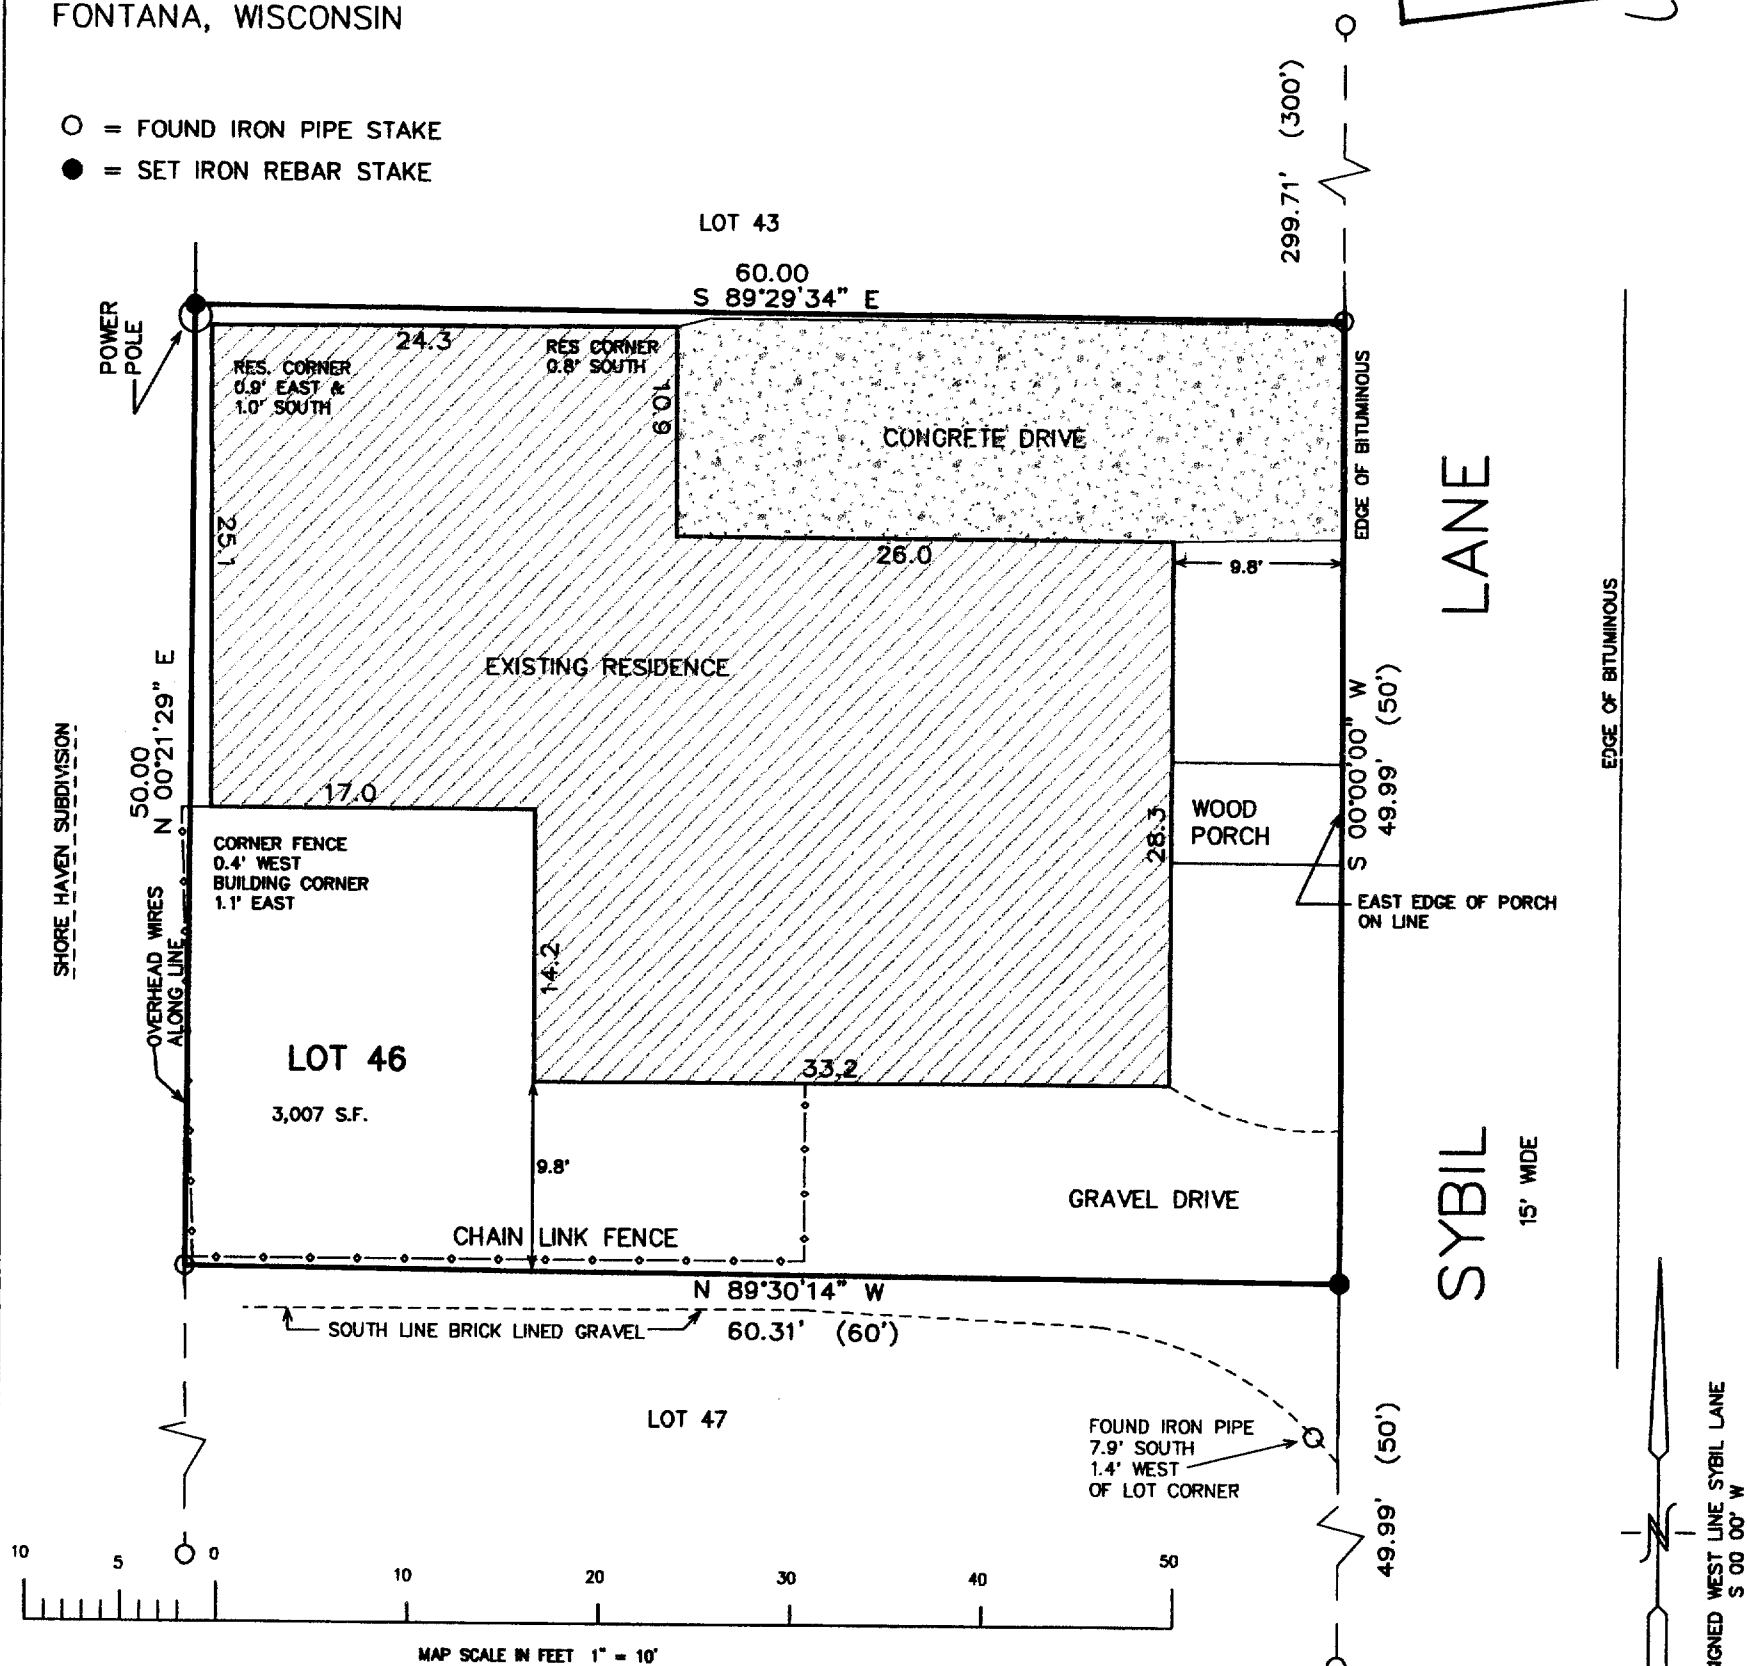 FONTANA, WISCONSIN
○ = FOUND IRON PIPE STAKE
● = SET IRON REBAR STAKE
299.71' (300')
LOT 43
60.00
S 89°29'34" E
POWER
POLE
24.3
RES. CORNER
0.9' EAST &
1.0' SOUTH
RES CORNER
0.8' SOUTH
10.9
CONCRETE DRIVE
EDGE OF BITUMINOUS
25.1
26.0
9.8'
LANE
EDGE OF BITUMINOUS
EXISTING RESIDENCE
50.00
N 00°21'29" E
SHORE HAVEN SUBDIVISION
S 00°00'00" W
49.99' (50')
17.0
28.3
WOOD
PORCH
CORNER FENCE
0.4' WEST
BUILDING CORNER
1.1' EAST
EAST EDGE OF PORCH
ON LINE
OVERHEAD WIRES
ALONG LINE
14.2
LOT 46
3,007 S.F.
33.2
9.8'
GRAVEL DRIVE
SYBIL
15' WIDE
CHAIN LINK FENCE
N 89°30'14" W
60.31' (60')
SOUTH LINE BRICK LINED GRAVEL
LOT 47
FOUND IRON PIPE
7.9' SOUTH
1.4' WEST
OF LOT CORNER
49.99' (50')
N
IGNED WEST LINE SYBIL LANE
S 00 00' W
10 5 0 10 20 30 40 50
MAP SCALE IN FEET 1" = 10'